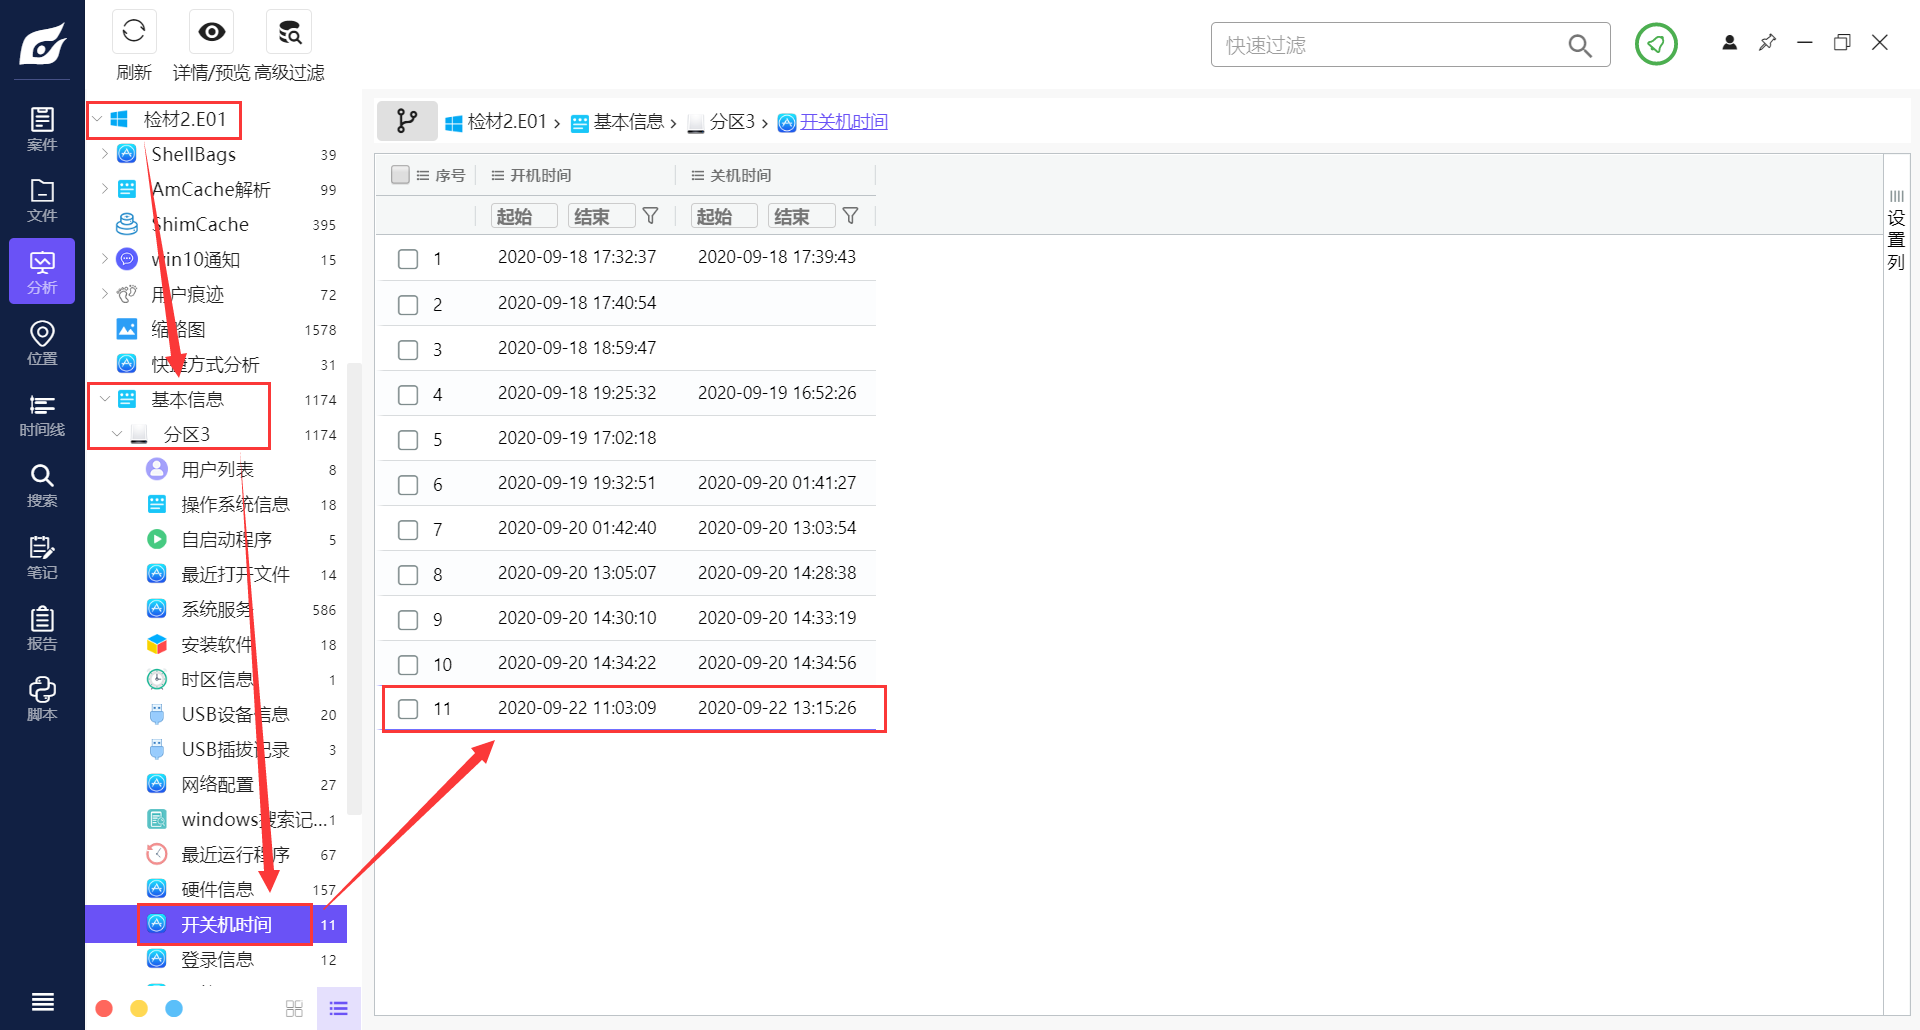 刷新
详情/预览
高级过滤
快速过滤
案件
文件
分析
位置
时间线
搜索
笔记
报告
脚本
检材2.E01
ShellBags 39
AmCache解析 99
ShimCache 395
win10通知 15
用户痕迹 72
缩略图 1578
快捷方式分析 31
基本信息 1174
分区3 1174
用户列表 8
操作系统信息 18
自启动程序 5
最近打开文件 14
系统服务 586
安装软件 18
时区信息 1
USB设备信息 20
USB插拔记录 3
网络配置 27
windows搜索记... 1
最近运行程序 67
硬件信息 157
开关机时间 11
登录信息 12
检材2.E01 › 基本信息 › 分区3 › 开关机时间
序号 开机时间 关机时间
起始 结束 起始 结束
1 2020-09-18 17:32:37 2020-09-18 17:39:43
2 2020-09-18 17:40:54
3 2020-09-18 18:59:47
4 2020-09-18 19:25:32 2020-09-19 16:52:26
5 2020-09-19 17:02:18
6 2020-09-19 19:32:51 2020-09-20 01:41:27
7 2020-09-20 01:42:40 2020-09-20 13:03:54
8 2020-09-20 13:05:07 2020-09-20 14:28:38
9 2020-09-20 14:30:10 2020-09-20 14:33:19
10 2020-09-20 14:34:22 2020-09-20 14:34:56
11 2020-09-22 11:03:09 2020-09-22 13:15:26
设置列